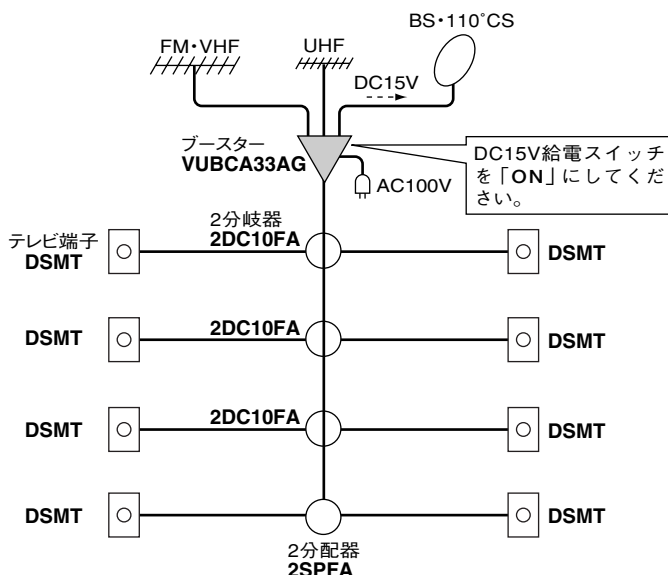 BS・110°CS
FM・VHF
UHF
DC15V
ブースター
VUBCA33AG
AC100V
DC15V給電スイッチ
を「ON」にしてくだ
さい。
2分岐器
2DC10FA
テレビ端子
DSMT
DSMT
DSMT
2DC10FA
DSMT
DSMT
2DC10FA
DSMT
DSMT
DSMT
2分配器
2SPFA